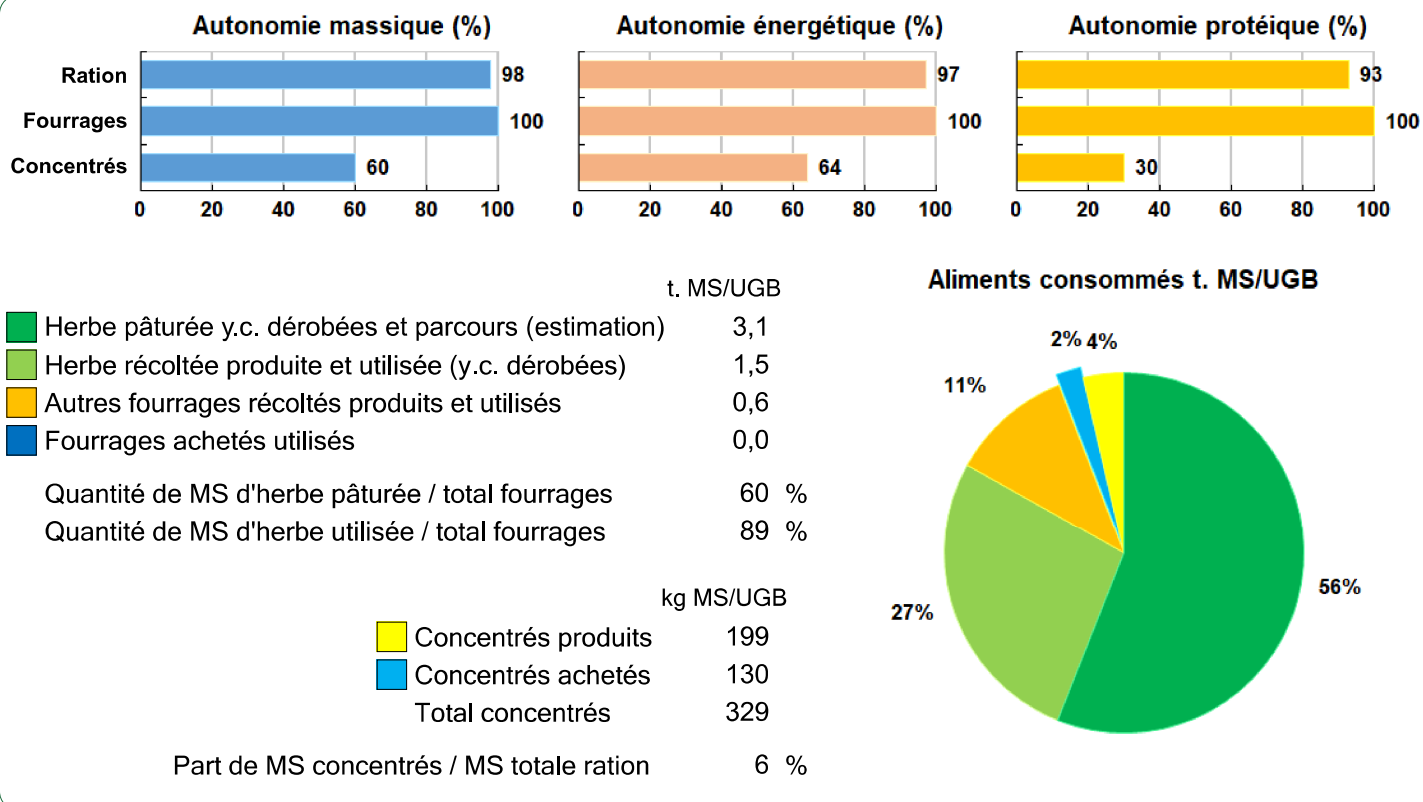 Autonomie massique (%)
Autonomie énergétique (%)
Autonomie protéique (%)
Ration 98 97 93
Fourrages 100 100 100
Concentrés 60 64 30
0 20 40 60 80 100 0 20 40 60 80 100 0 20 40 60 80 100
t. MS/UGB
Herbe pâturée y.c. dérobées et parcours (estimation) 3,1
Herbe récoltée produite et utilisée (y.c. dérobées) 1,5
Autres fourrages récoltés produits et utilisés 0,6
Fourrages achetés utilisés 0,0
Quantité de MS d'herbe pâturée / total fourrages 60 %
Quantité de MS d'herbe utilisée / total fourrages 89 %
kg MS/UGB
Concentrés produits 199
Concentrés achetés 130
Total concentrés 329
Part de MS concentrés / MS totale ration 6 %
Aliments consommés t. MS/UGB
2% 4%
11%
56%
27%